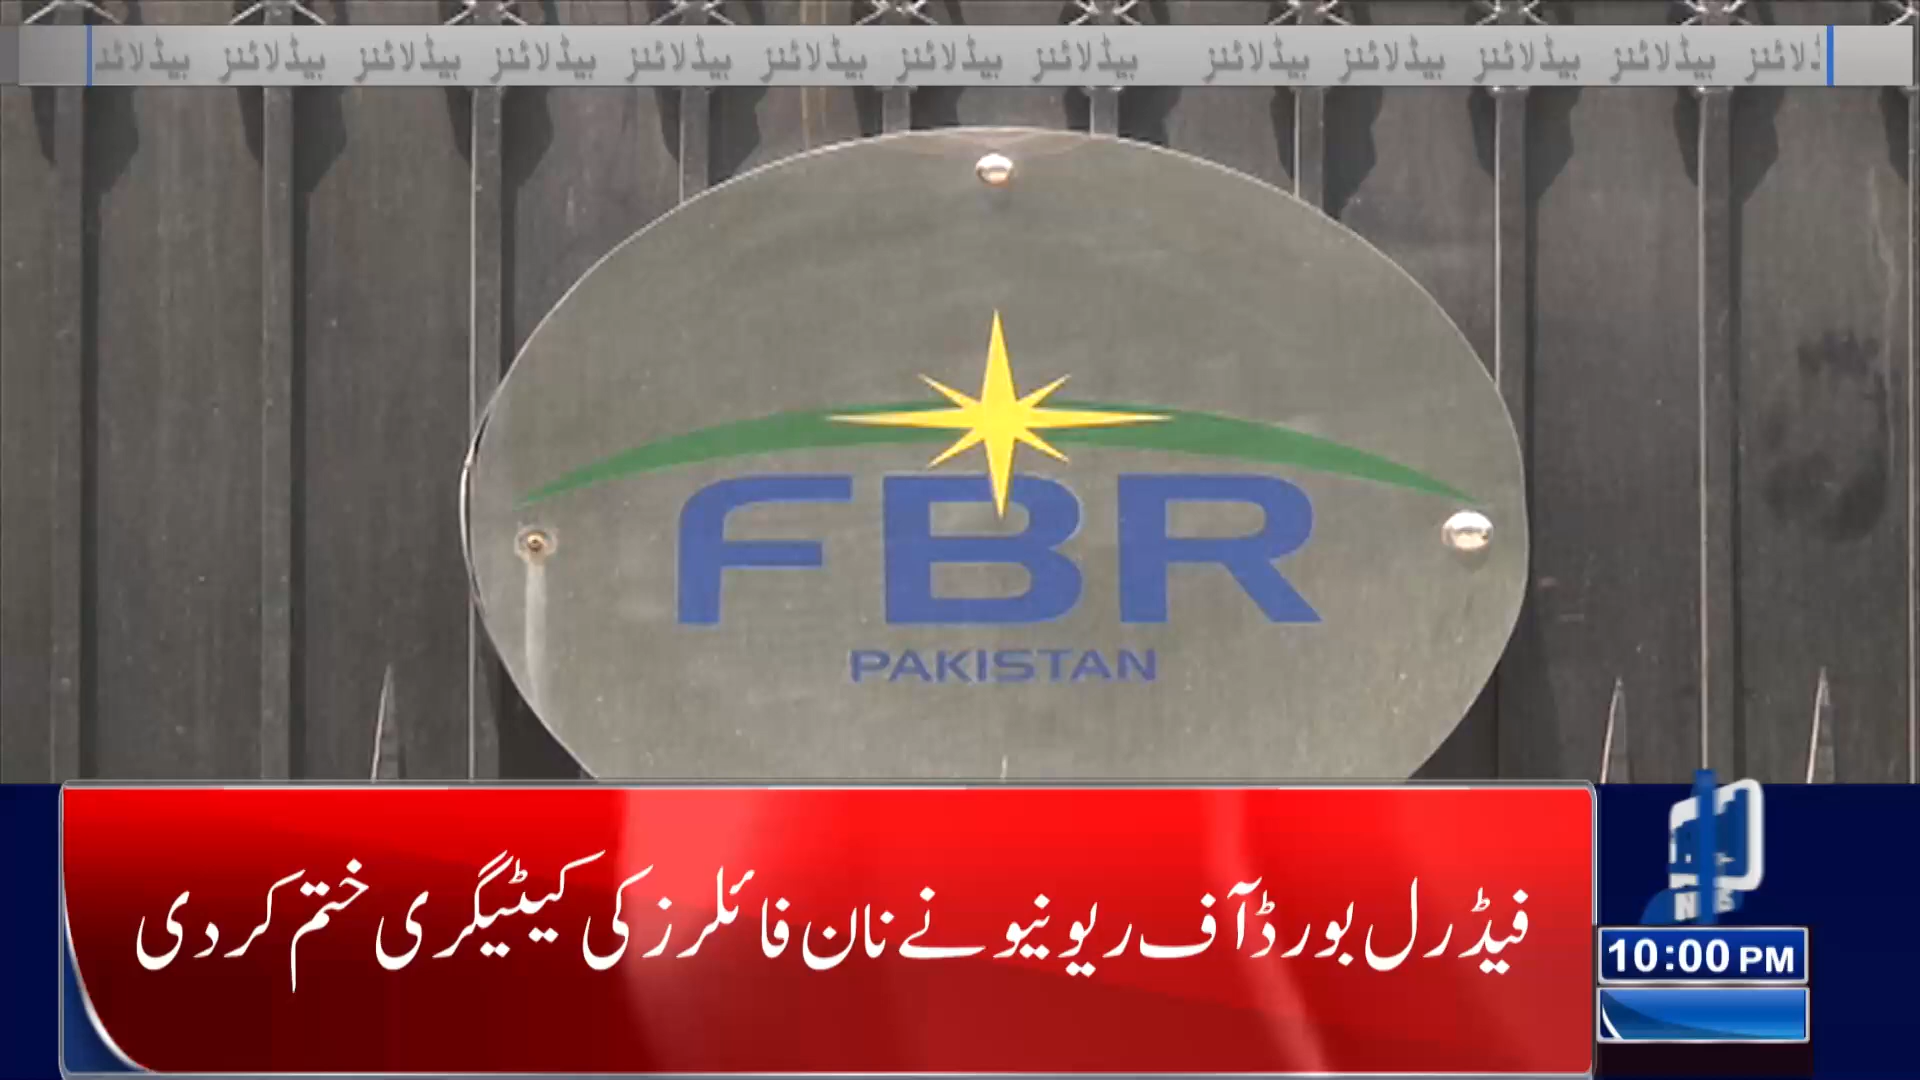 ہیڈلائنز ہیڈلائنز ہیڈلائنز ہیڈلائنز ہیڈلائنز ہیڈلائنز ہیڈلائنز ہیڈلائنز ہیڈلائنز ہیڈلائنز ہیڈلائنز
FBR
PAKISTAN
فیڈرل بورڈ آف ریونیو نے نان فائلرز کی کیٹیگری ختم کر دی
10:00 PM